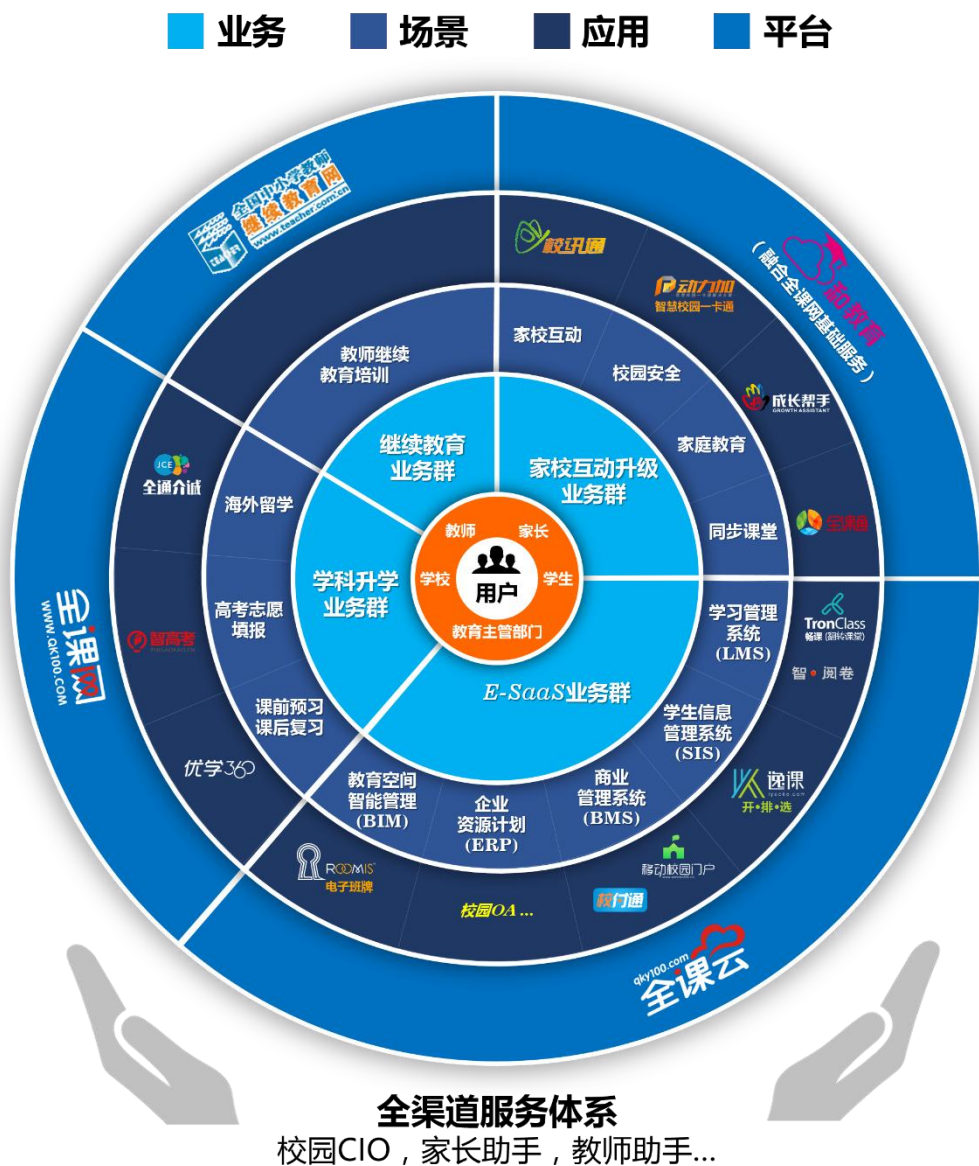 业务
场景
应用
平台
全国中小学教师
继续教育网
www.teacher.com.cn
和教育
(融合全课网基础服务)
校讯通
动力加
智慧校园一卡通
成长帮手
GROWTH ASSISTANT
全课通
家校互动
校园安全
家庭教育
同步课堂
教师继续
教育培训
继续教育
业务群
家校互动升级
业务群
JCE
全通介诚
海外留学
学科升学
业务群
教师
家长
学校
学生
用户
教育主管部门
全课网
WWW.QK100.COM
智高考
高考志愿
填报
课前预习
课后复习
优学360
E-SaaS业务群
学习管理
系统
(LMS)
学生信息
管理系统
(SIS)
商业
管理系统
(BMS)
企业
资源计划
(ERP)
教育空间
智能管理
(BIM)
TronClass
畅课 (翻转课堂)
智·阅卷
逸课
开·排·选
移动校园门户
校付通
校园OA ...
ROOMIS
电子班牌
qky100.com
全课云
全渠道服务体系
校园CIO，家长助手，教师助手...